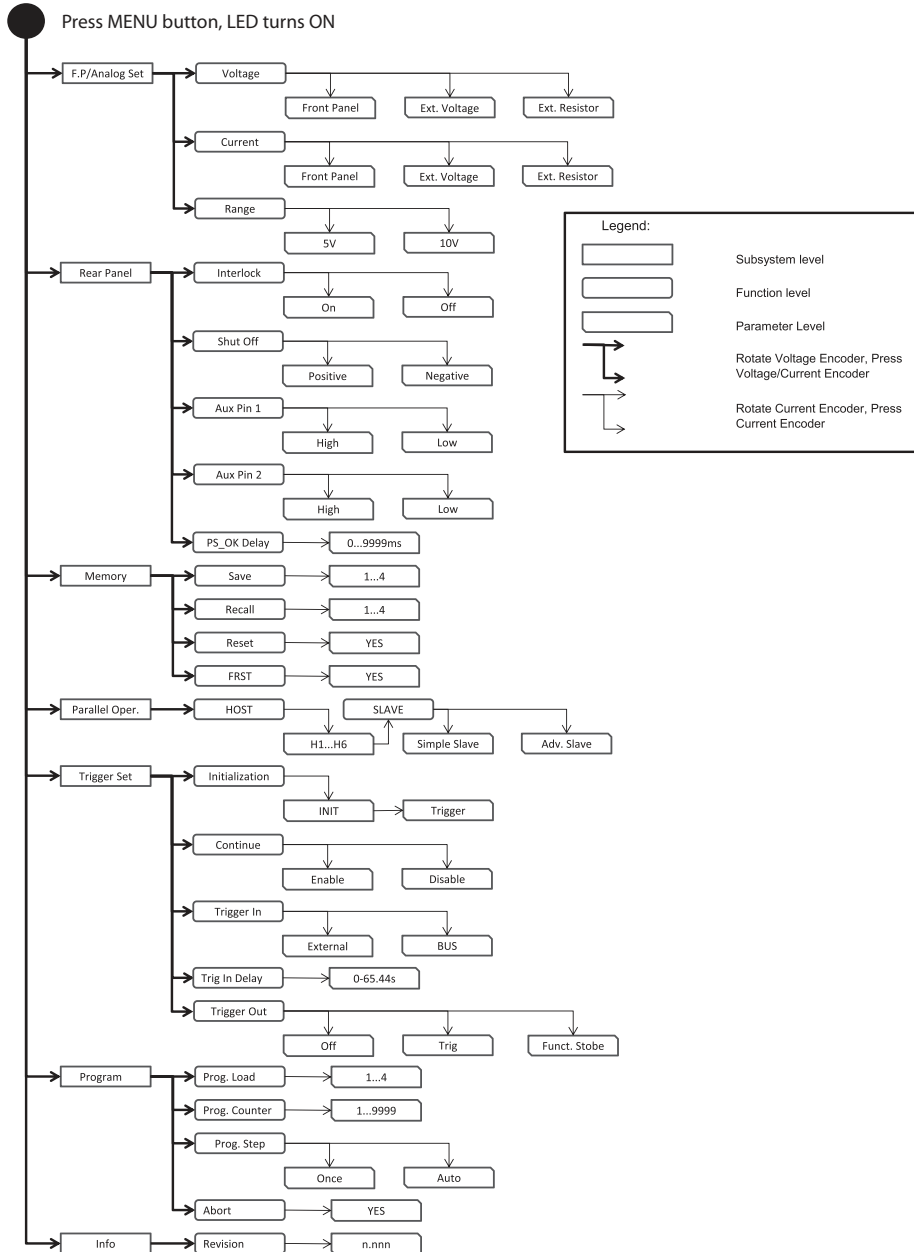 Press MENU button, LED turns ON
F.P/Analog Set
Voltage
Front Panel
Ext. Voltage
Ext. Resistor
Current
Front Panel
Ext. Voltage
Ext. Resistor
Range
5V
10V
Legend:
Subsystem level
Function level
Parameter Level
Rotate Voltage Encoder, Press
Voltage/Current Encoder
Rotate Current Encoder, Press
Current Encoder
Rear Panel
Interlock
On
Off
Shut Off
Positive
Negative
Aux Pin 1
High
Low
Aux Pin 2
High
Low
PS_OK Delay
0...9999ms
Memory
Save
1...4
Recall
1...4
Reset
YES
FRST
YES
Parallel Oper.
HOST
SLAVE
H1...H6
Simple Slave
Adv. Slave
Trigger Set
Initialization
INIT
Trigger
Continue
Enable
Disable
Trigger In
External
BUS
Trig In Delay
0-65.44s
Trigger Out
Off
Trig
Funct. Stobe
Program
Prog. Load
1...4
Prog. Counter
1...9999
Prog. Step
Once
Auto
Abort
YES
Info
Revision
n.nnn